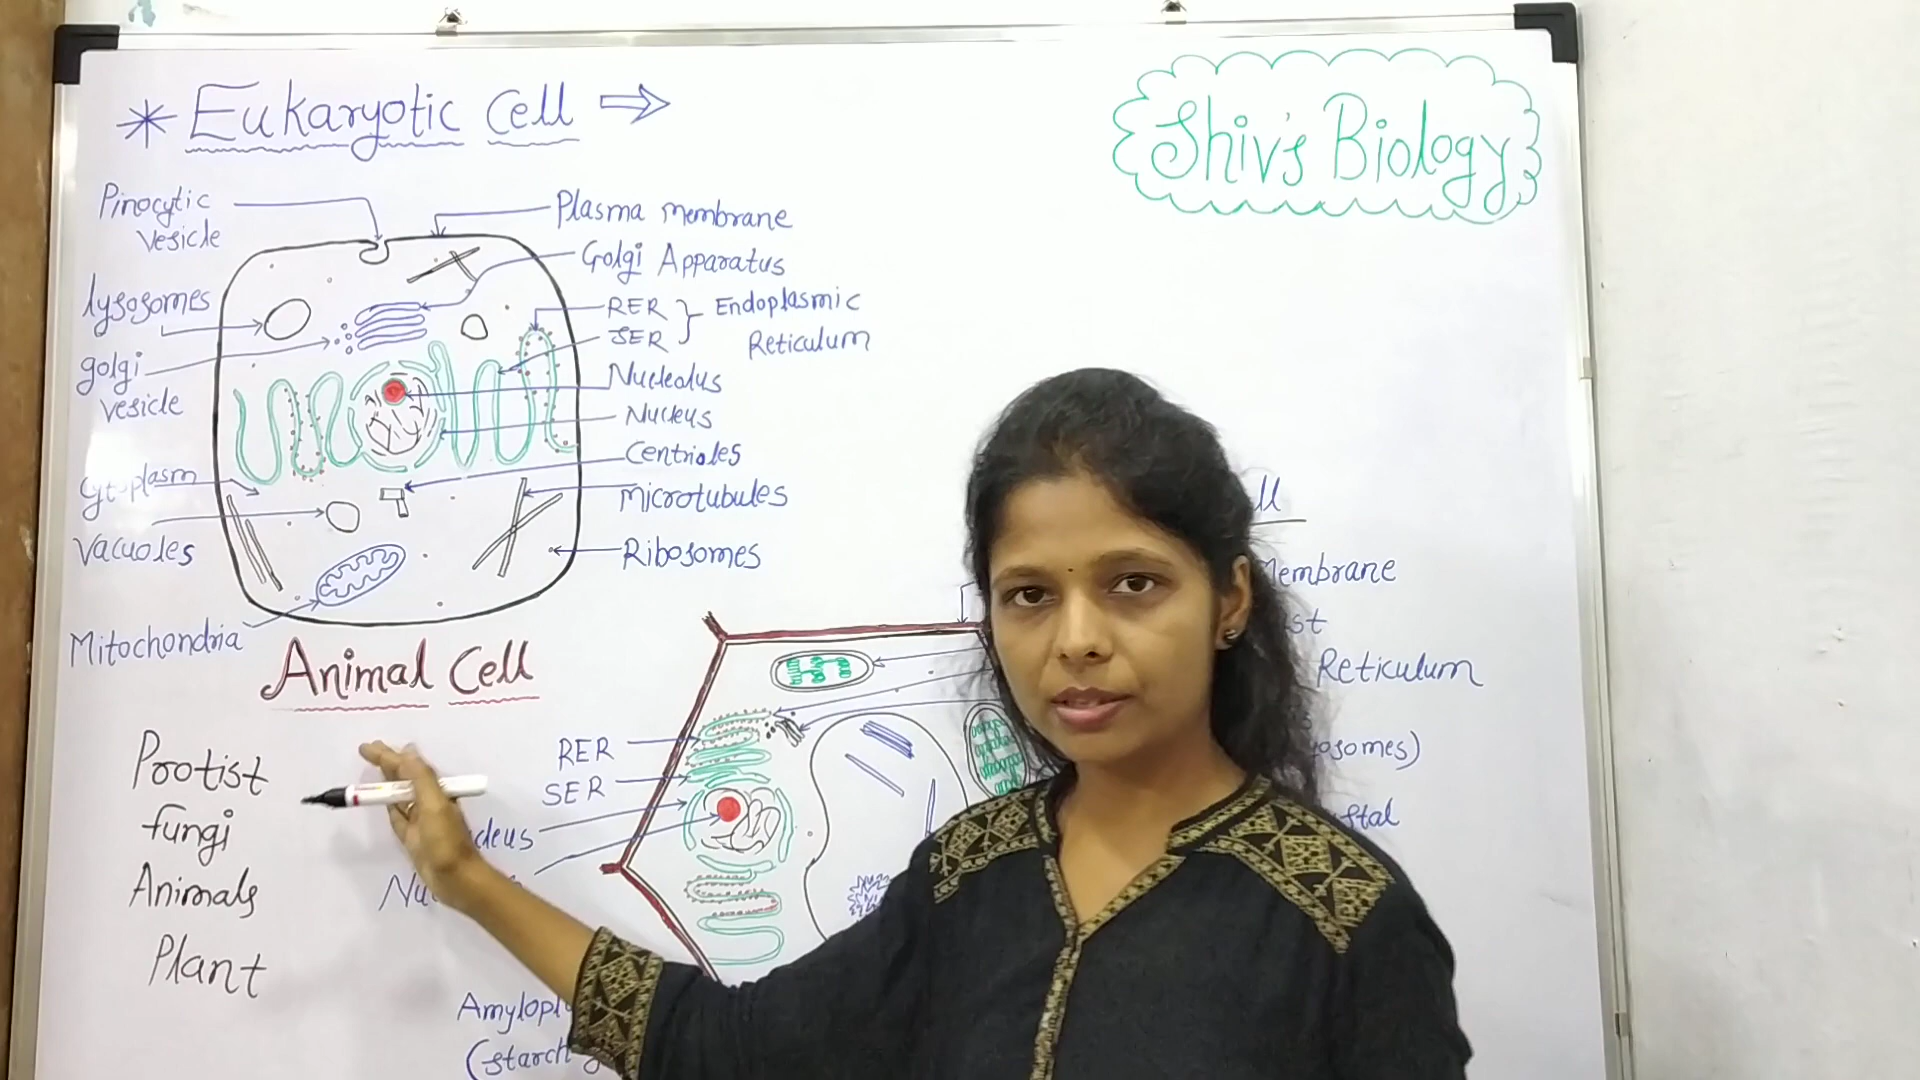 * Eukaryotic Cell ⇒
Shiv's Biology
Pinocytic
Vesicle
Plasma membrane
Golgi Apparatus
lysosomes
RER
SER
Endoplasmic
Reticulum
golgi
vesicle
Nucleolus
Nucleus
Centrioles
Cytoplasm
Microtubules
Vacuoles
Ribosomes
Mitochondria
Animal Cell
Protist
fungi
Animals
Plant
RER
SER
Membrane
Reticulum